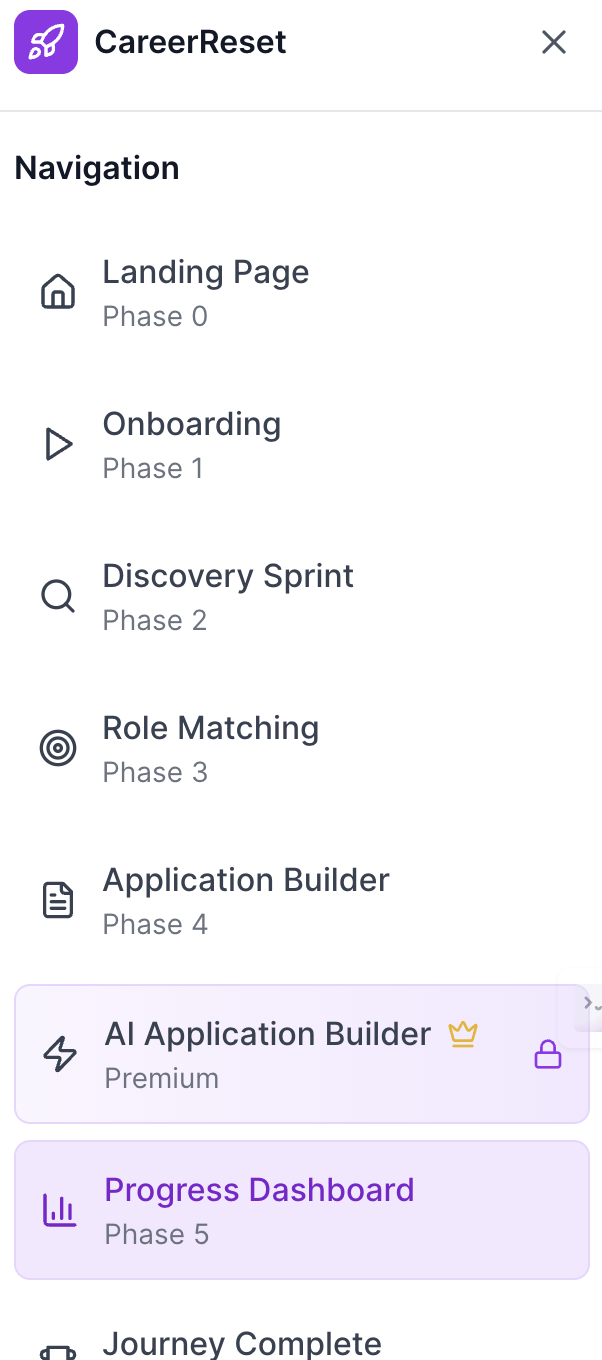 CareerReset
Navigation
Landing Page
Phase 0
Onboarding
Phase 1
Discovery Sprint
Phase 2
Role Matching
Phase 3
Application Builder
Phase 4
AI Application Builder
Premium
Progress Dashboard
Phase 5
Journey Complete